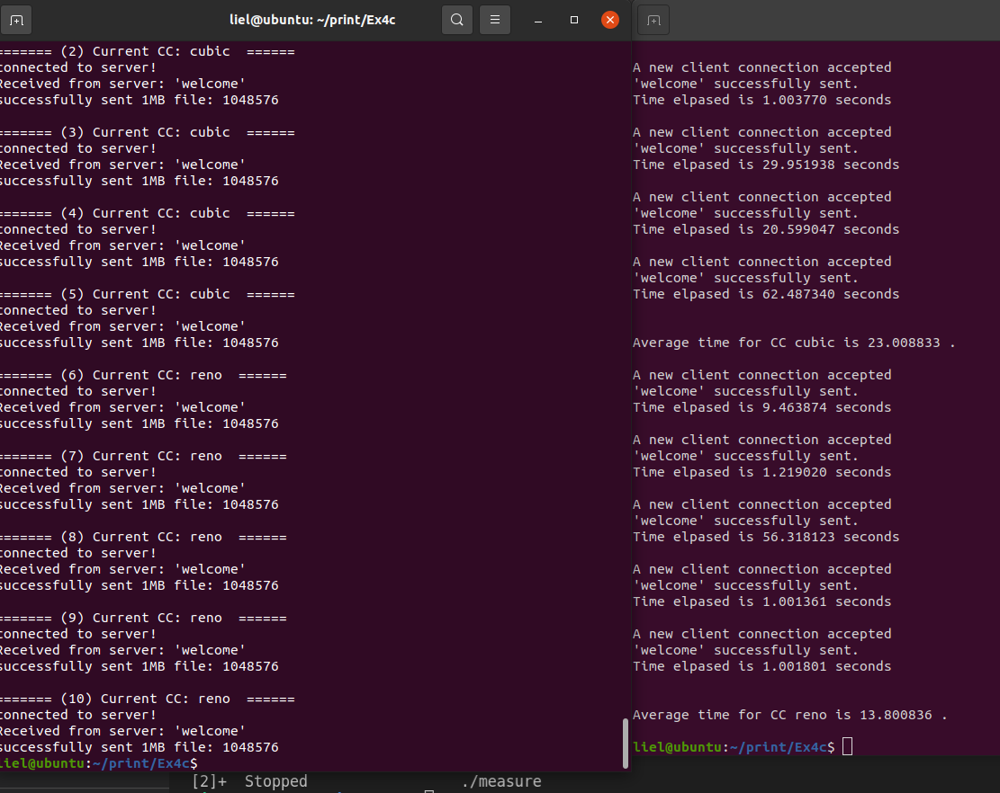 liel@ubuntu: ~/print/Ex4c
======= (2) Current CC: cubic  ======
connected to server!
Received from server: 'welcome'
successfully sent 1MB file: 1048576
======= (3) Current CC: cubic  ======
connected to server!
Received from server: 'welcome'
successfully sent 1MB file: 1048576
======= (4) Current CC: cubic  ======
connected to server!
Received from server: 'welcome'
successfully sent 1MB file: 1048576
======= (5) Current CC: cubic  ======
connected to server!
Received from server: 'welcome'
successfully sent 1MB file: 1048576
======= (6) Current CC: reno  ======
connected to server!
Received from server: 'welcome'
successfully sent 1MB file: 1048576
======= (7) Current CC: reno  ======
connected to server!
Received from server: 'welcome'
successfully sent 1MB file: 1048576
======= (8) Current CC: reno  ======
connected to server!
Received from server: 'welcome'
successfully sent 1MB file: 1048576
======= (9) Current CC: reno  ======
connected to server!
Received from server: 'welcome'
successfully sent 1MB file: 1048576
======= (10) Current CC: reno  ======
connected to server!
Received from server: 'welcome'
successfully sent 1MB file: 1048576
liel@ubuntu:~/print/Ex4c$
A new client connection accepted
'welcome' successfully sent.
Time elpased is 1.003770 seconds
A new client connection accepted
'welcome' successfully sent.
Time elpased is 29.951938 seconds
A new client connection accepted
'welcome' successfully sent.
Time elpased is 20.599047 seconds
A new client connection accepted
'welcome' successfully sent.
Time elpased is 62.487340 seconds
Average time for CC cubic is 23.008833 .
A new client connection accepted
'welcome' successfully sent.
Time elpased is 9.463874 seconds
A new client connection accepted
'welcome' successfully sent.
Time elpased is 1.219020 seconds
A new client connection accepted
'welcome' successfully sent.
Time elpased is 56.318123 seconds
A new client connection accepted
'welcome' successfully sent.
Time elpased is 1.001361 seconds
A new client connection accepted
'welcome' successfully sent.
Time elpased is 1.001801 seconds
Average time for CC reno is 13.800836 .
liel@ubuntu:~/print/Ex4c$
[2]+  Stopped                 ./measure